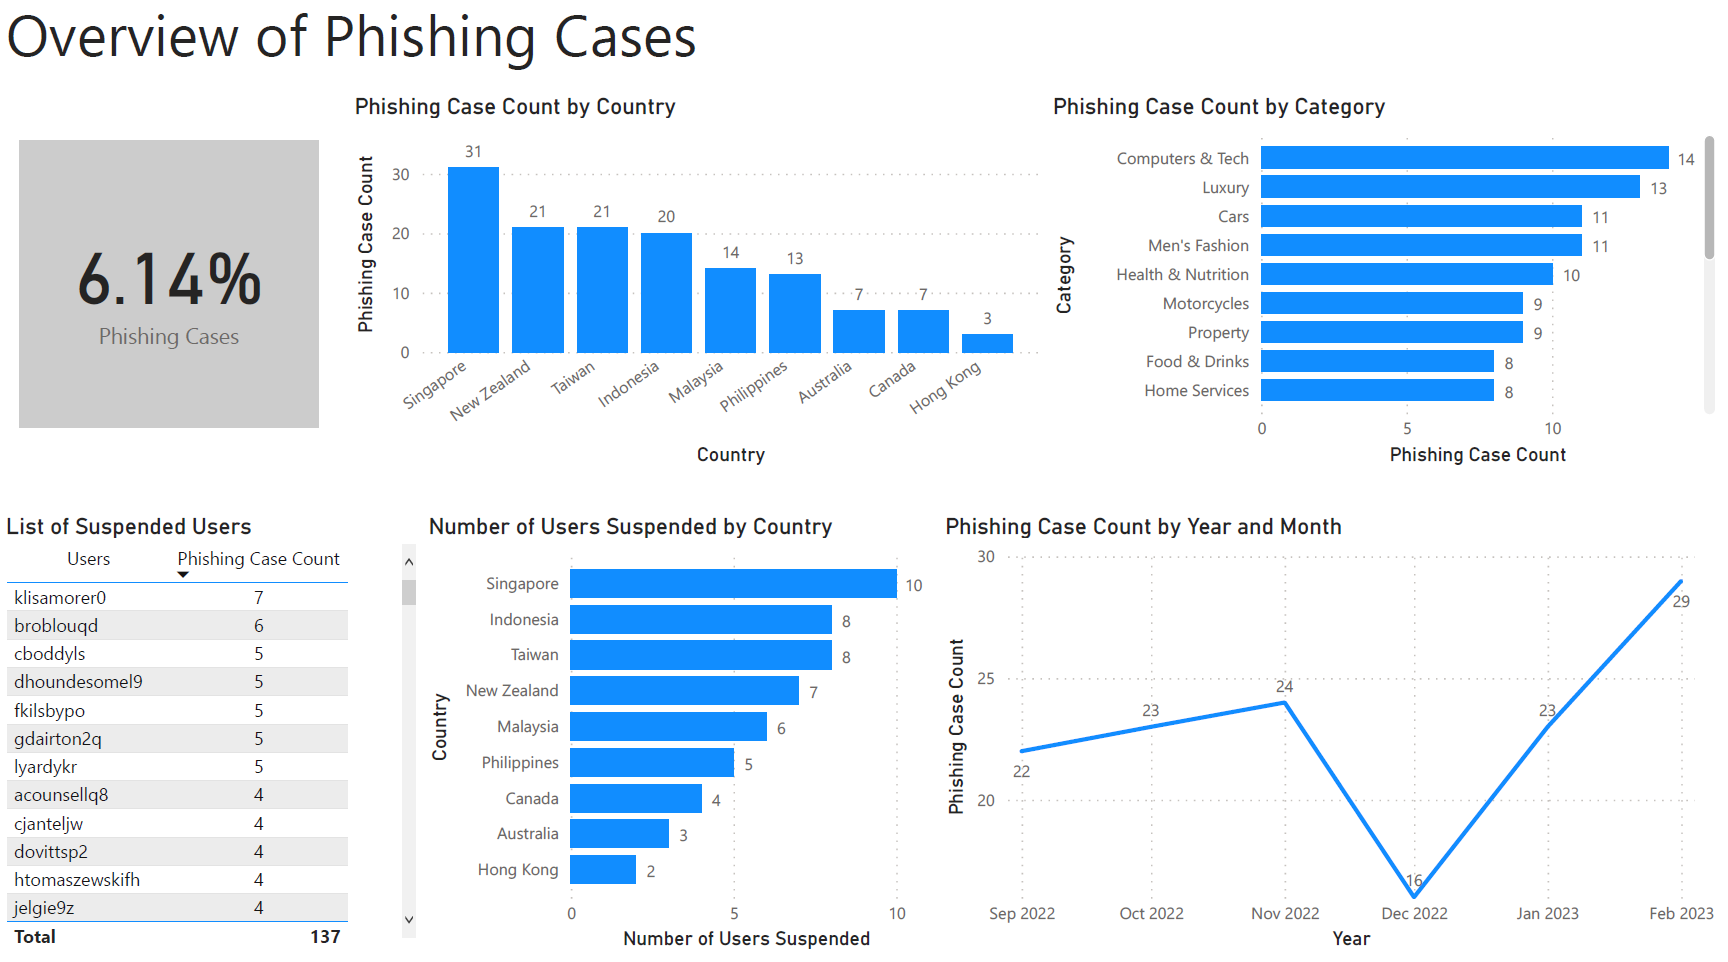 Overview of Phishing Cases
6.14%
Phishing Cases
Phishing Case Count by Country
Phishing Case Count
30
20
10
0
31
21
21
20
14
13
7
7
3
Singapore
New Zealand
Taiwan
Indonesia
Malaysia
Philippines
Australia
Canada
Hong Kong
Country
Phishing Case Count by Category
Category
Computers & Tech 14
Luxury 13
Cars 11
Men's Fashion 11
Health & Nutrition 10
Motorcycles 9
Property 9
Food & Drinks 8
Home Services 8
0 5 10
Phishing Case Count
List of Suspended Users
Users Phishing Case Count
klisamorer0 7
broblouqd 6
cboddyls 5
dhoundesomel9 5
fkilsbypo 5
gdairton2q 5
lyardykr 5
acounsellq8 4
cjanteljw 4
dovittsp2 4
htomaszewskifh 4
jelgie9z 4
Total 137
Number of Users Suspended by Country
Country
Singapore 10
Indonesia 8
Taiwan 8
New Zealand 7
Malaysia 6
Philippines 5
Canada 4
Australia 3
Hong Kong 2
0 5 10
Number of Users Suspended
Phishing Case Count by Year and Month
Phishing Case Count
30
25
20
22
23
24
16
23
29
Sep 2022 Oct 2022 Nov 2022 Dec 2022 Jan 2023 Feb 2023
Year